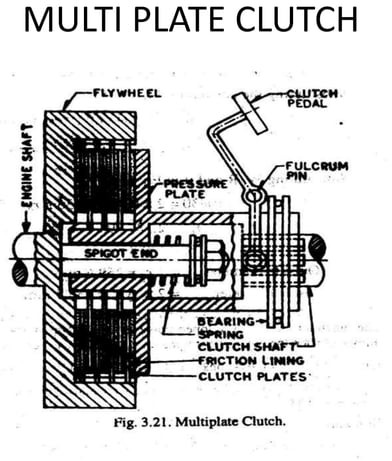 MULTI PLATE CLUTCH
FLYWHEEL
CLUTCH
PEDAL
ENGINE SHAFT
FULCRUM
PIN
PRESSURE
PLATE
SPIGOT END
BEARING
SPRING
CLUTCH SHAFT
FRICTION LINING
CLUTCH PLATES
Fig. 3.21. Multiplate Clutch.